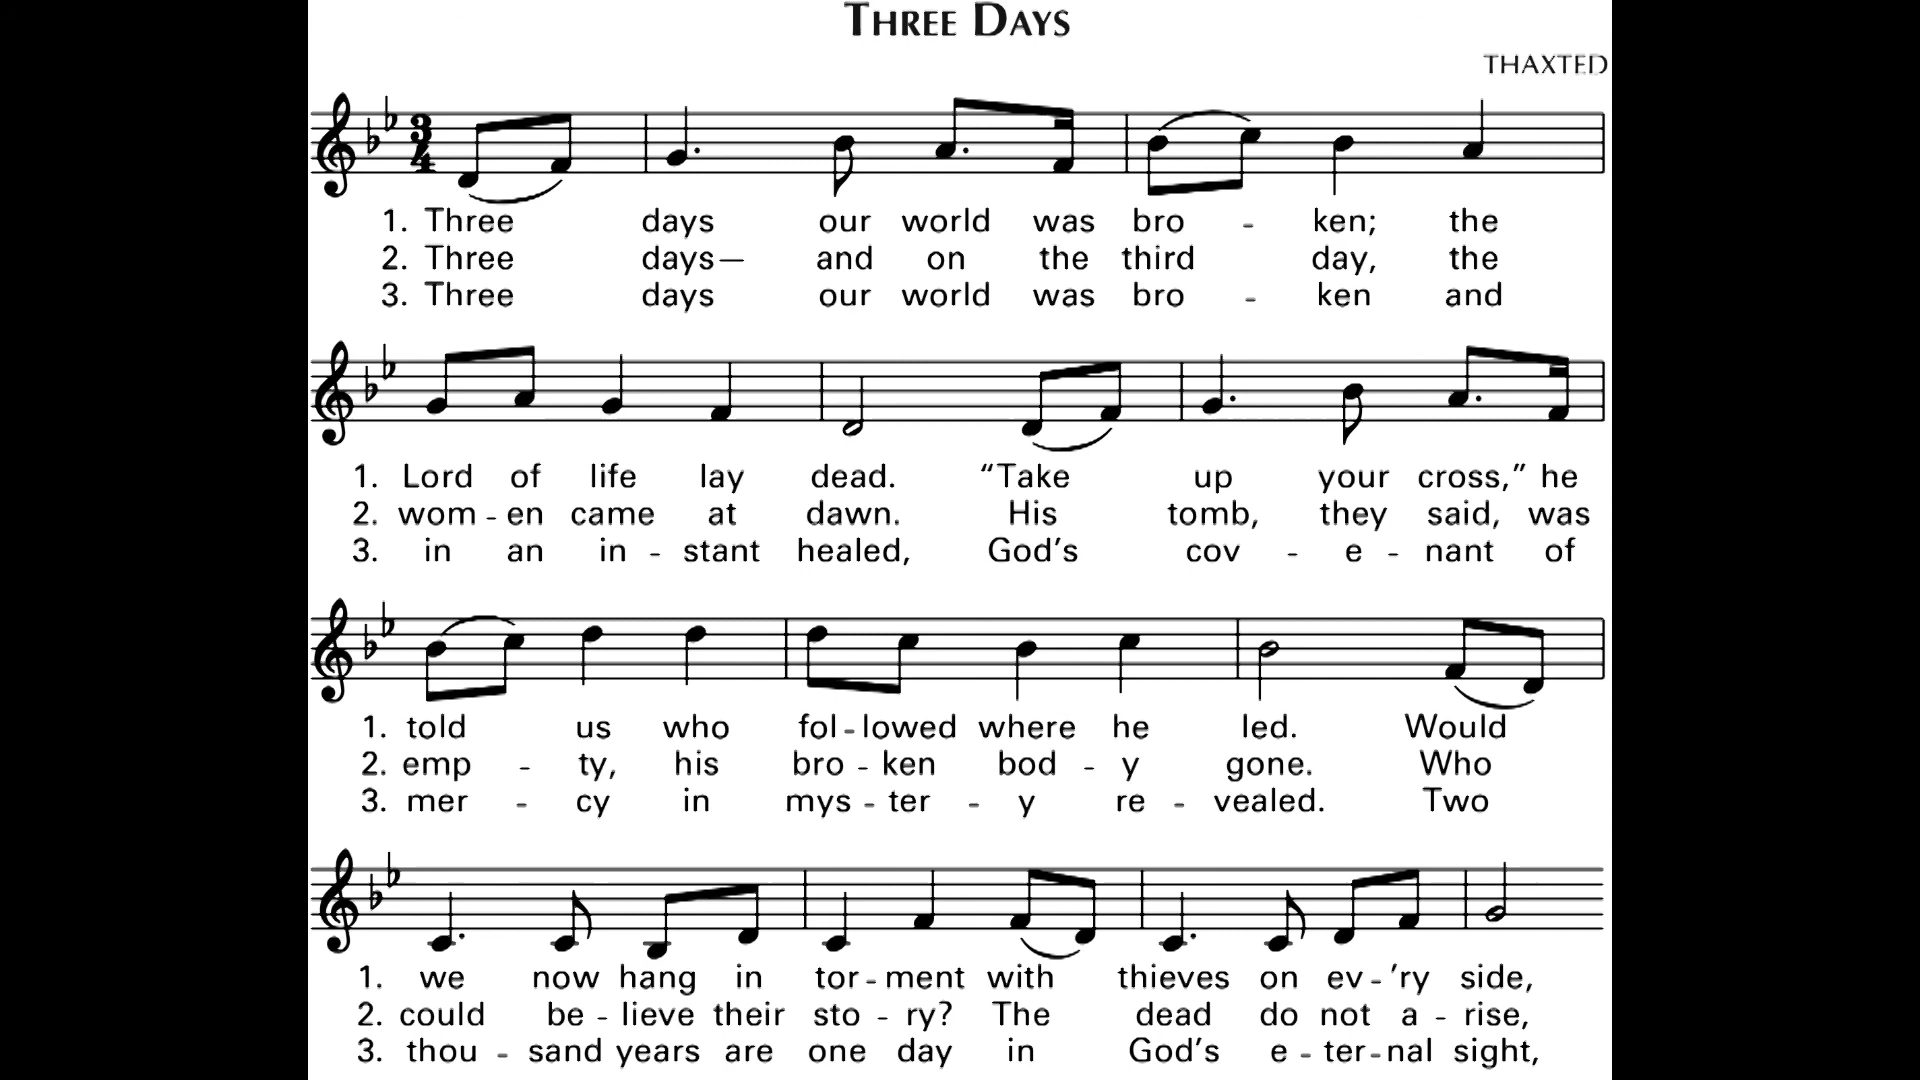 THREE DAYS
THAXTED
3
4
1. Three days our world was bro - ken; the
2. Three days— and on the third day, the
3. Three days our world was bro - ken and
1. Lord of life lay dead. “Take up your cross,” he
2. wom - en came at dawn. His tomb, they said, was
3. in an in - stant healed, God’s cov - e - nant of
1. told us who fol - lowed where he led. Would
2. emp - ty, his bro - ken bod - y gone. Who
3. mer - cy in mys - ter - y re - vealed. Two
1. we now hang in tor - ment with thieves on ev - ’ry side,
2. could be - lieve their sto - ry? The dead do not a - rise,
3. thou - sand years are one day in God’s e - ter - nal sight,